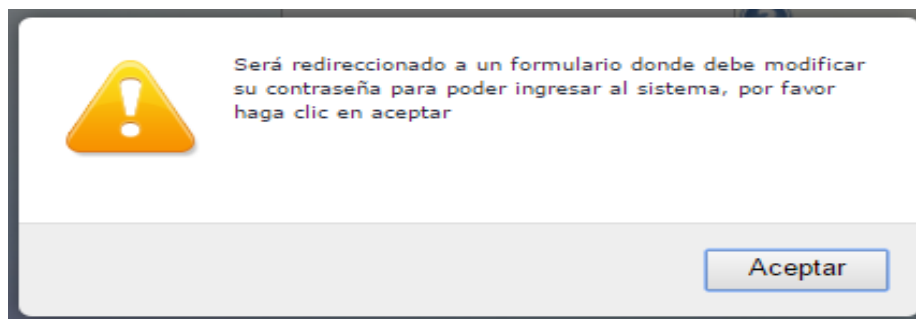 Será redireccionado a un formulario donde debe modificar
su contraseña para poder ingresar al sistema, por favor
haga clic en aceptar
Aceptar